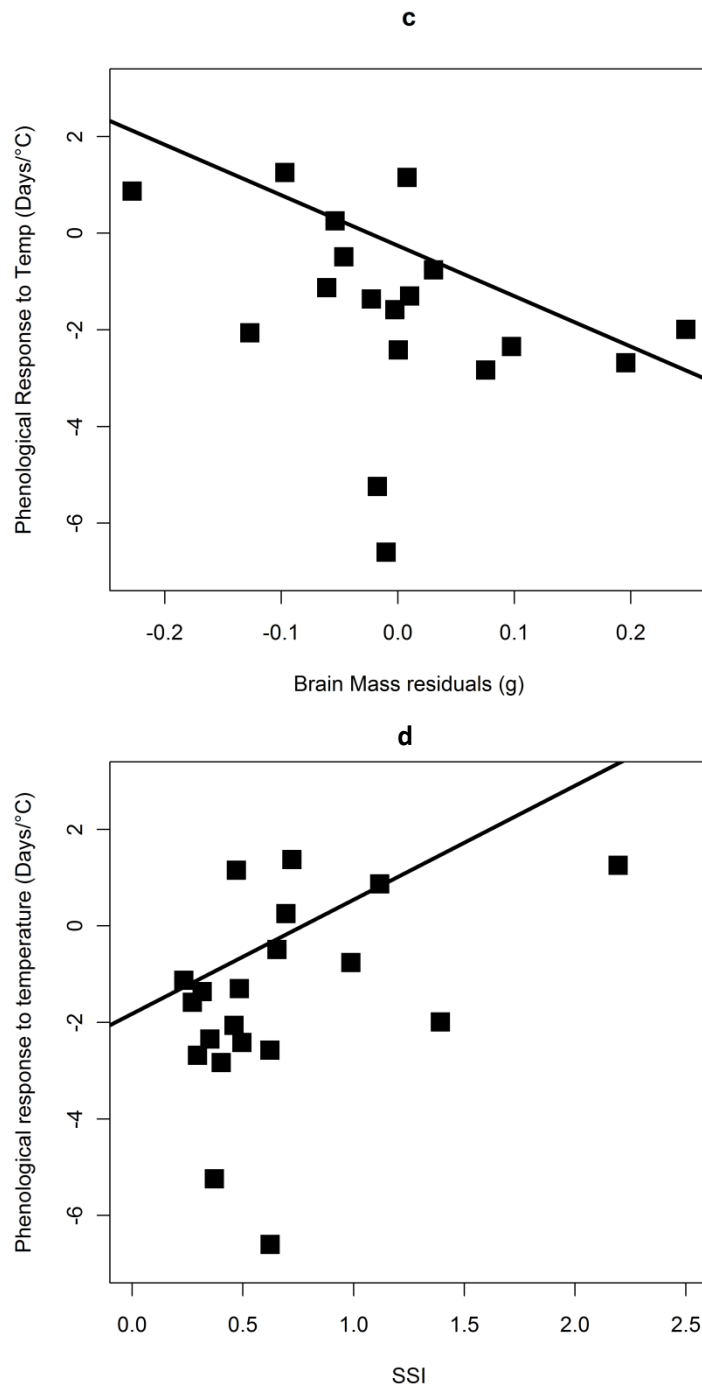 c
Phenological Response to Temp (Days/°C)
2
0
-2
-4
-6
-0.2 -0.1 0.0 0.1 0.2
Brain Mass residuals (g)
d
Phenological response to temperature (Days/°C)
2
0
-2
-4
-6
0.0 0.5 1.0 1.5 2.0 2.5
SSI